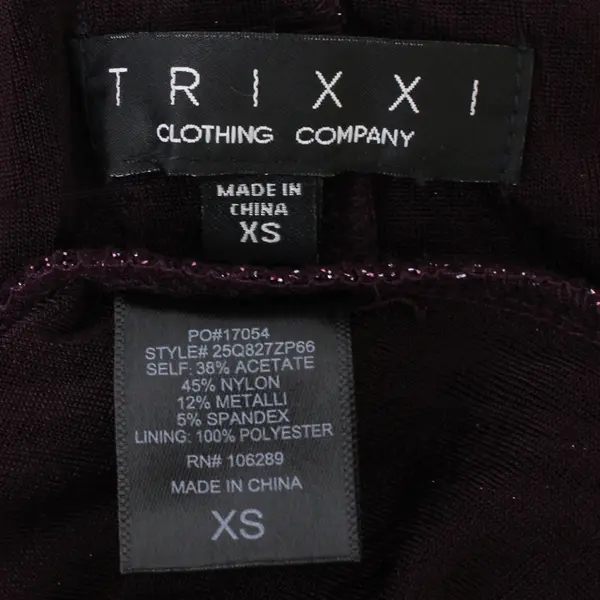 TRIXXI
CLOTHING COMPANY
MADE IN
CHINA
XS
PO#17054
STYLE# 25Q827ZP66
SELF: 38% ACETATE
45% NYLON
12% METALLI
5% SPANDEX
LINING: 100% POLYESTER
RN# 106289
MADE IN CHINA
XS